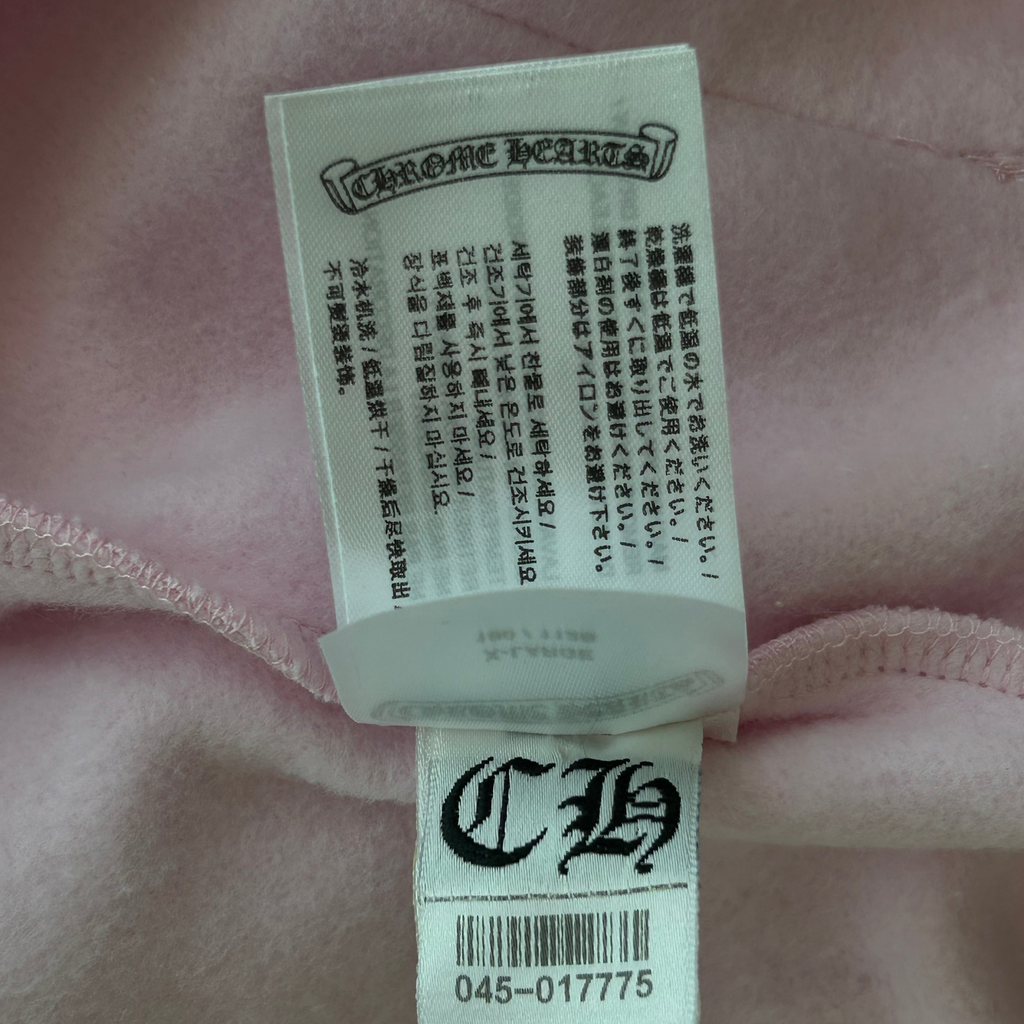 CHROME HEARTS
洗濯機で低温の水でお洗いください。/
乾燥機は低温でご使用ください。/
終了後すぐに取り出してください。/
漂白剤の使用はお避けください。/
装飾部分はアイロンをお避け下さい。
세탁기에서 찬물로 세탁하세요/
건조기에서 낮은 온도로 건조시키세요
건조 후 즉시 빼내세요/
표백제를 사용하지 마세요/
장식을 다림질하지 마십시요
冷水机洗/低温烘干/干燥后尽快取出/
不可熨烫装饰。
X-LARGE
CH
045-017775